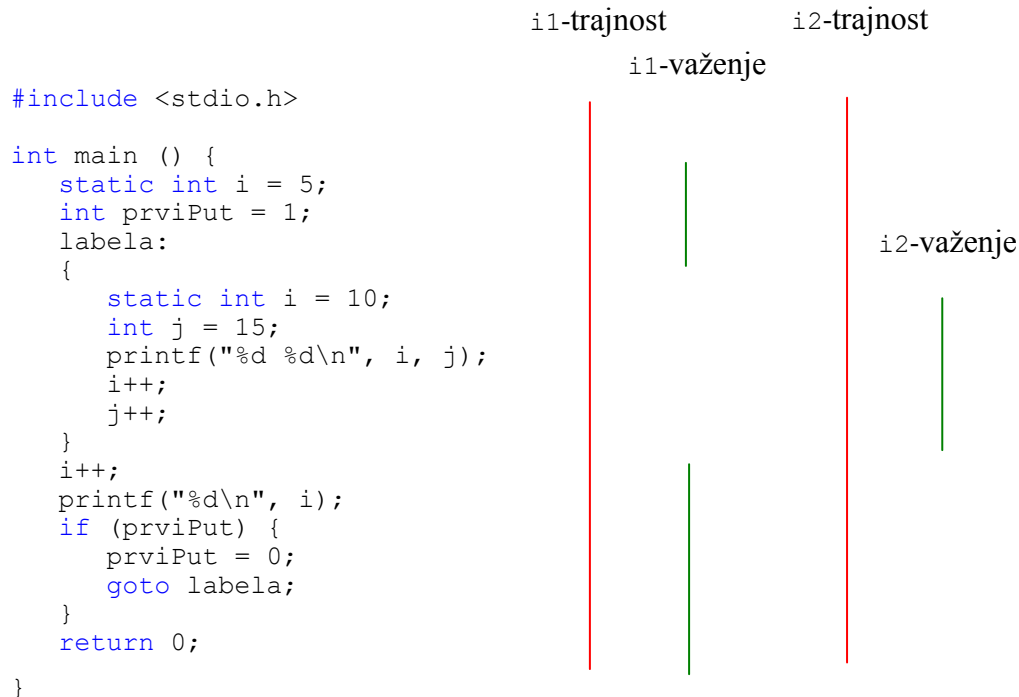 i1-trajnost i2-trajnost
i1-važenje
#include <stdio.h>
int main () {
static int i = 5;
int prviPut = 1;
labela:
i2-važenje
{
static int i = 10;
int j = 15;
printf("%d %d\n", i, j);
i++;
j++;
}
i++;
printf("%d\n", i);
if (prviPut) {
prviPut = 0;
goto labela;
}
return 0;
}